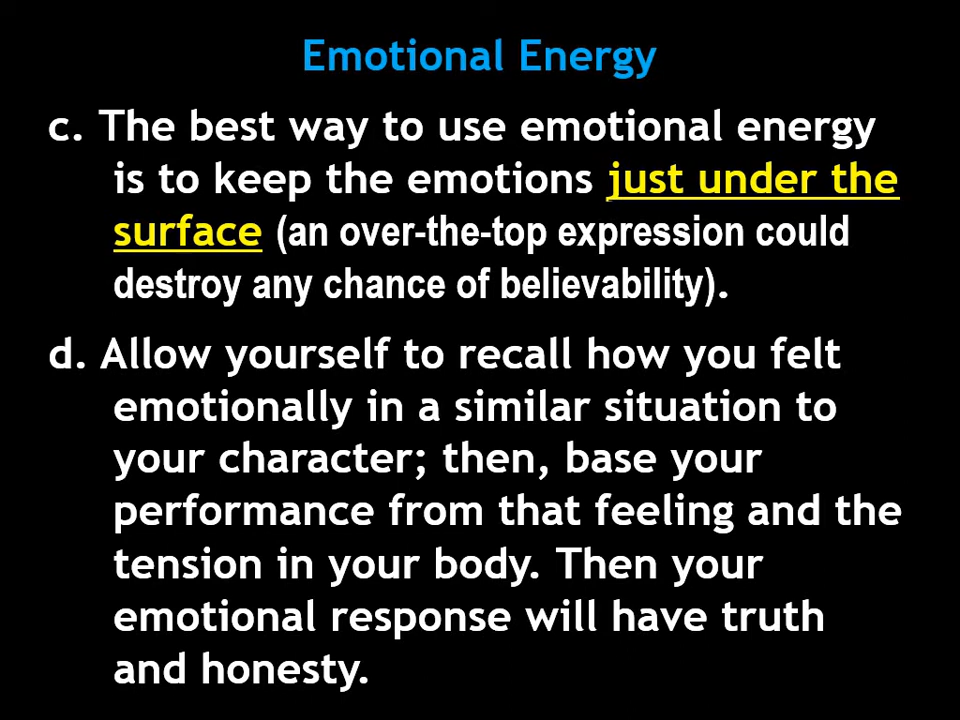 Emotional Energy
c. The best way to use emotional energy
is to keep the emotions just under the
surface (an over-the-top expression could
destroy any chance of believability).
d. Allow yourself to recall how you felt
emotionally in a similar situation to
your character; then, base your
performance from that feeling and the
tension in your body. Then your
emotional response will have truth
and honesty.